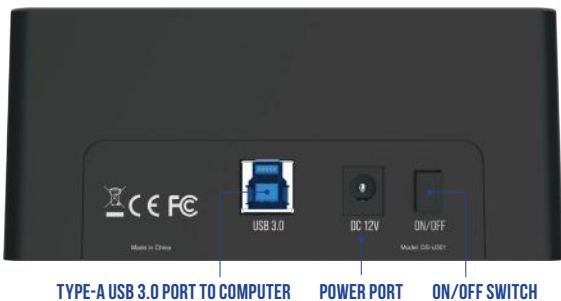 CE FC
USB 3.0
DC 12V
ON/OFF
Made in China
Model: DS-U301
TYPE-A USB 3.0 PORT TO COMPUTER
POWER PORT
ON/OFF SWITCH